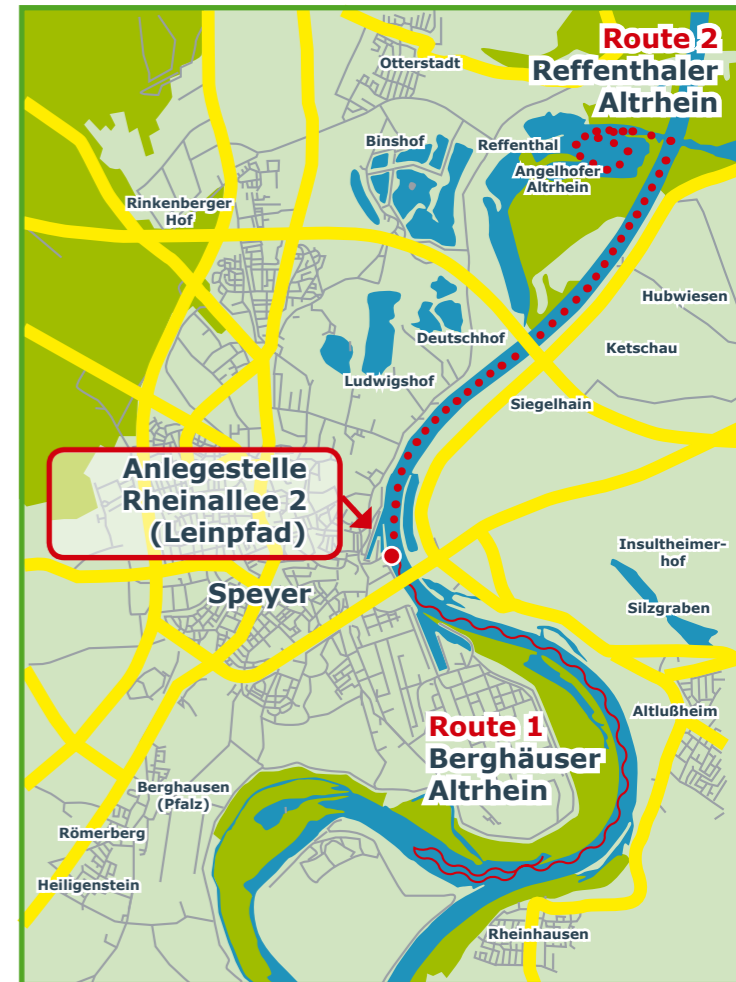 Route 2
Reffenthaler
Altrhein
Otterstadt
Binshof
Reffenthal
Angelhofer
Altrhein
Rinkenberger
Hof
Hubwiesen
Deutschhof
Ketschau
Ludwigshof
Siegelhain
Anlegestelle
Rheinallee 2
(Leinpfad)
Insultheimer-
hof
Speyer
Silzgraben
Altlußheim
Route 1
Berghäuser
Altrhein
Berghausen
(Pfalz)
Römerberg
Heiligenstein
Rheinhausen